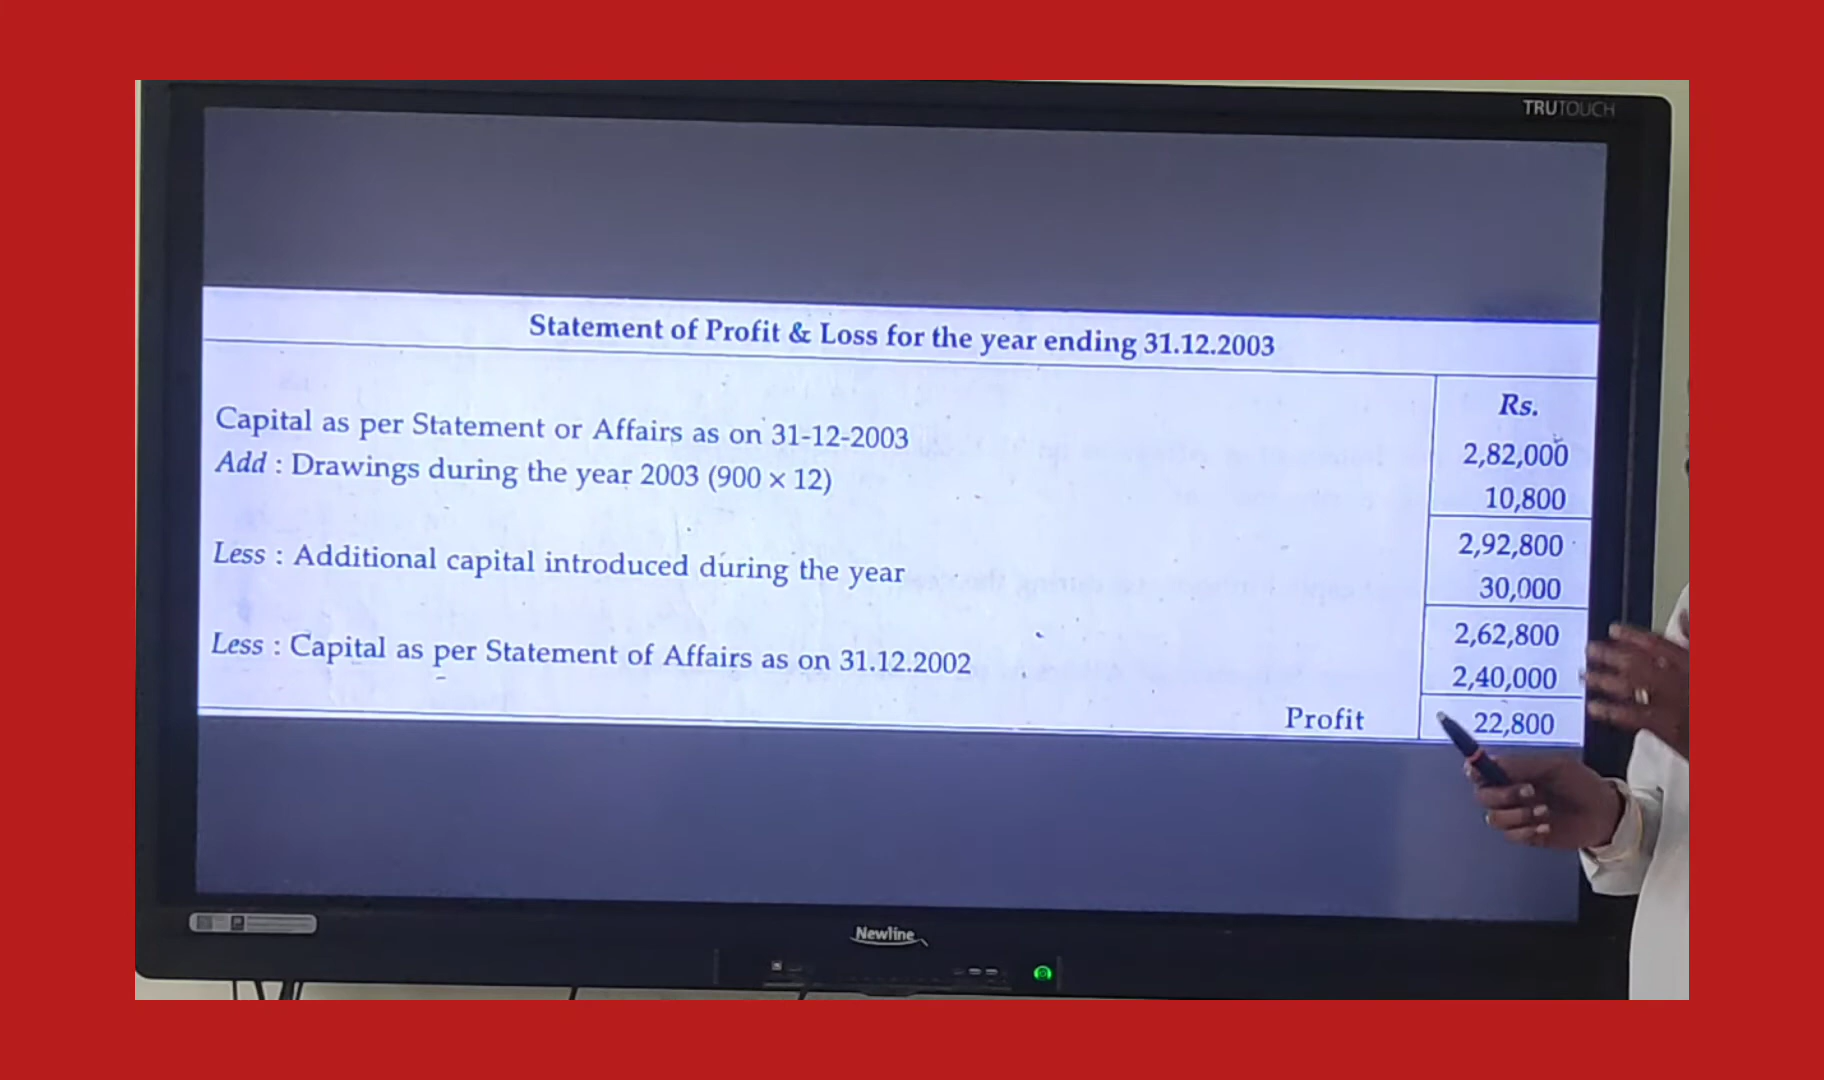 TRUTOUCH
Statement of Profit & Loss for the year ending 31.12.2003
Rs.
Capital as per Statement or Affairs as on 31-12-2003 2,82,000
Add : Drawings during the year 2003 (900 × 12) 10,800
2,92,800
Less : Additional capital introduced during the year 30,000
2,62,800
Less : Capital as per Statement of Affairs as on 31.12.2002 2,40,000
Profit 22,800
Newline